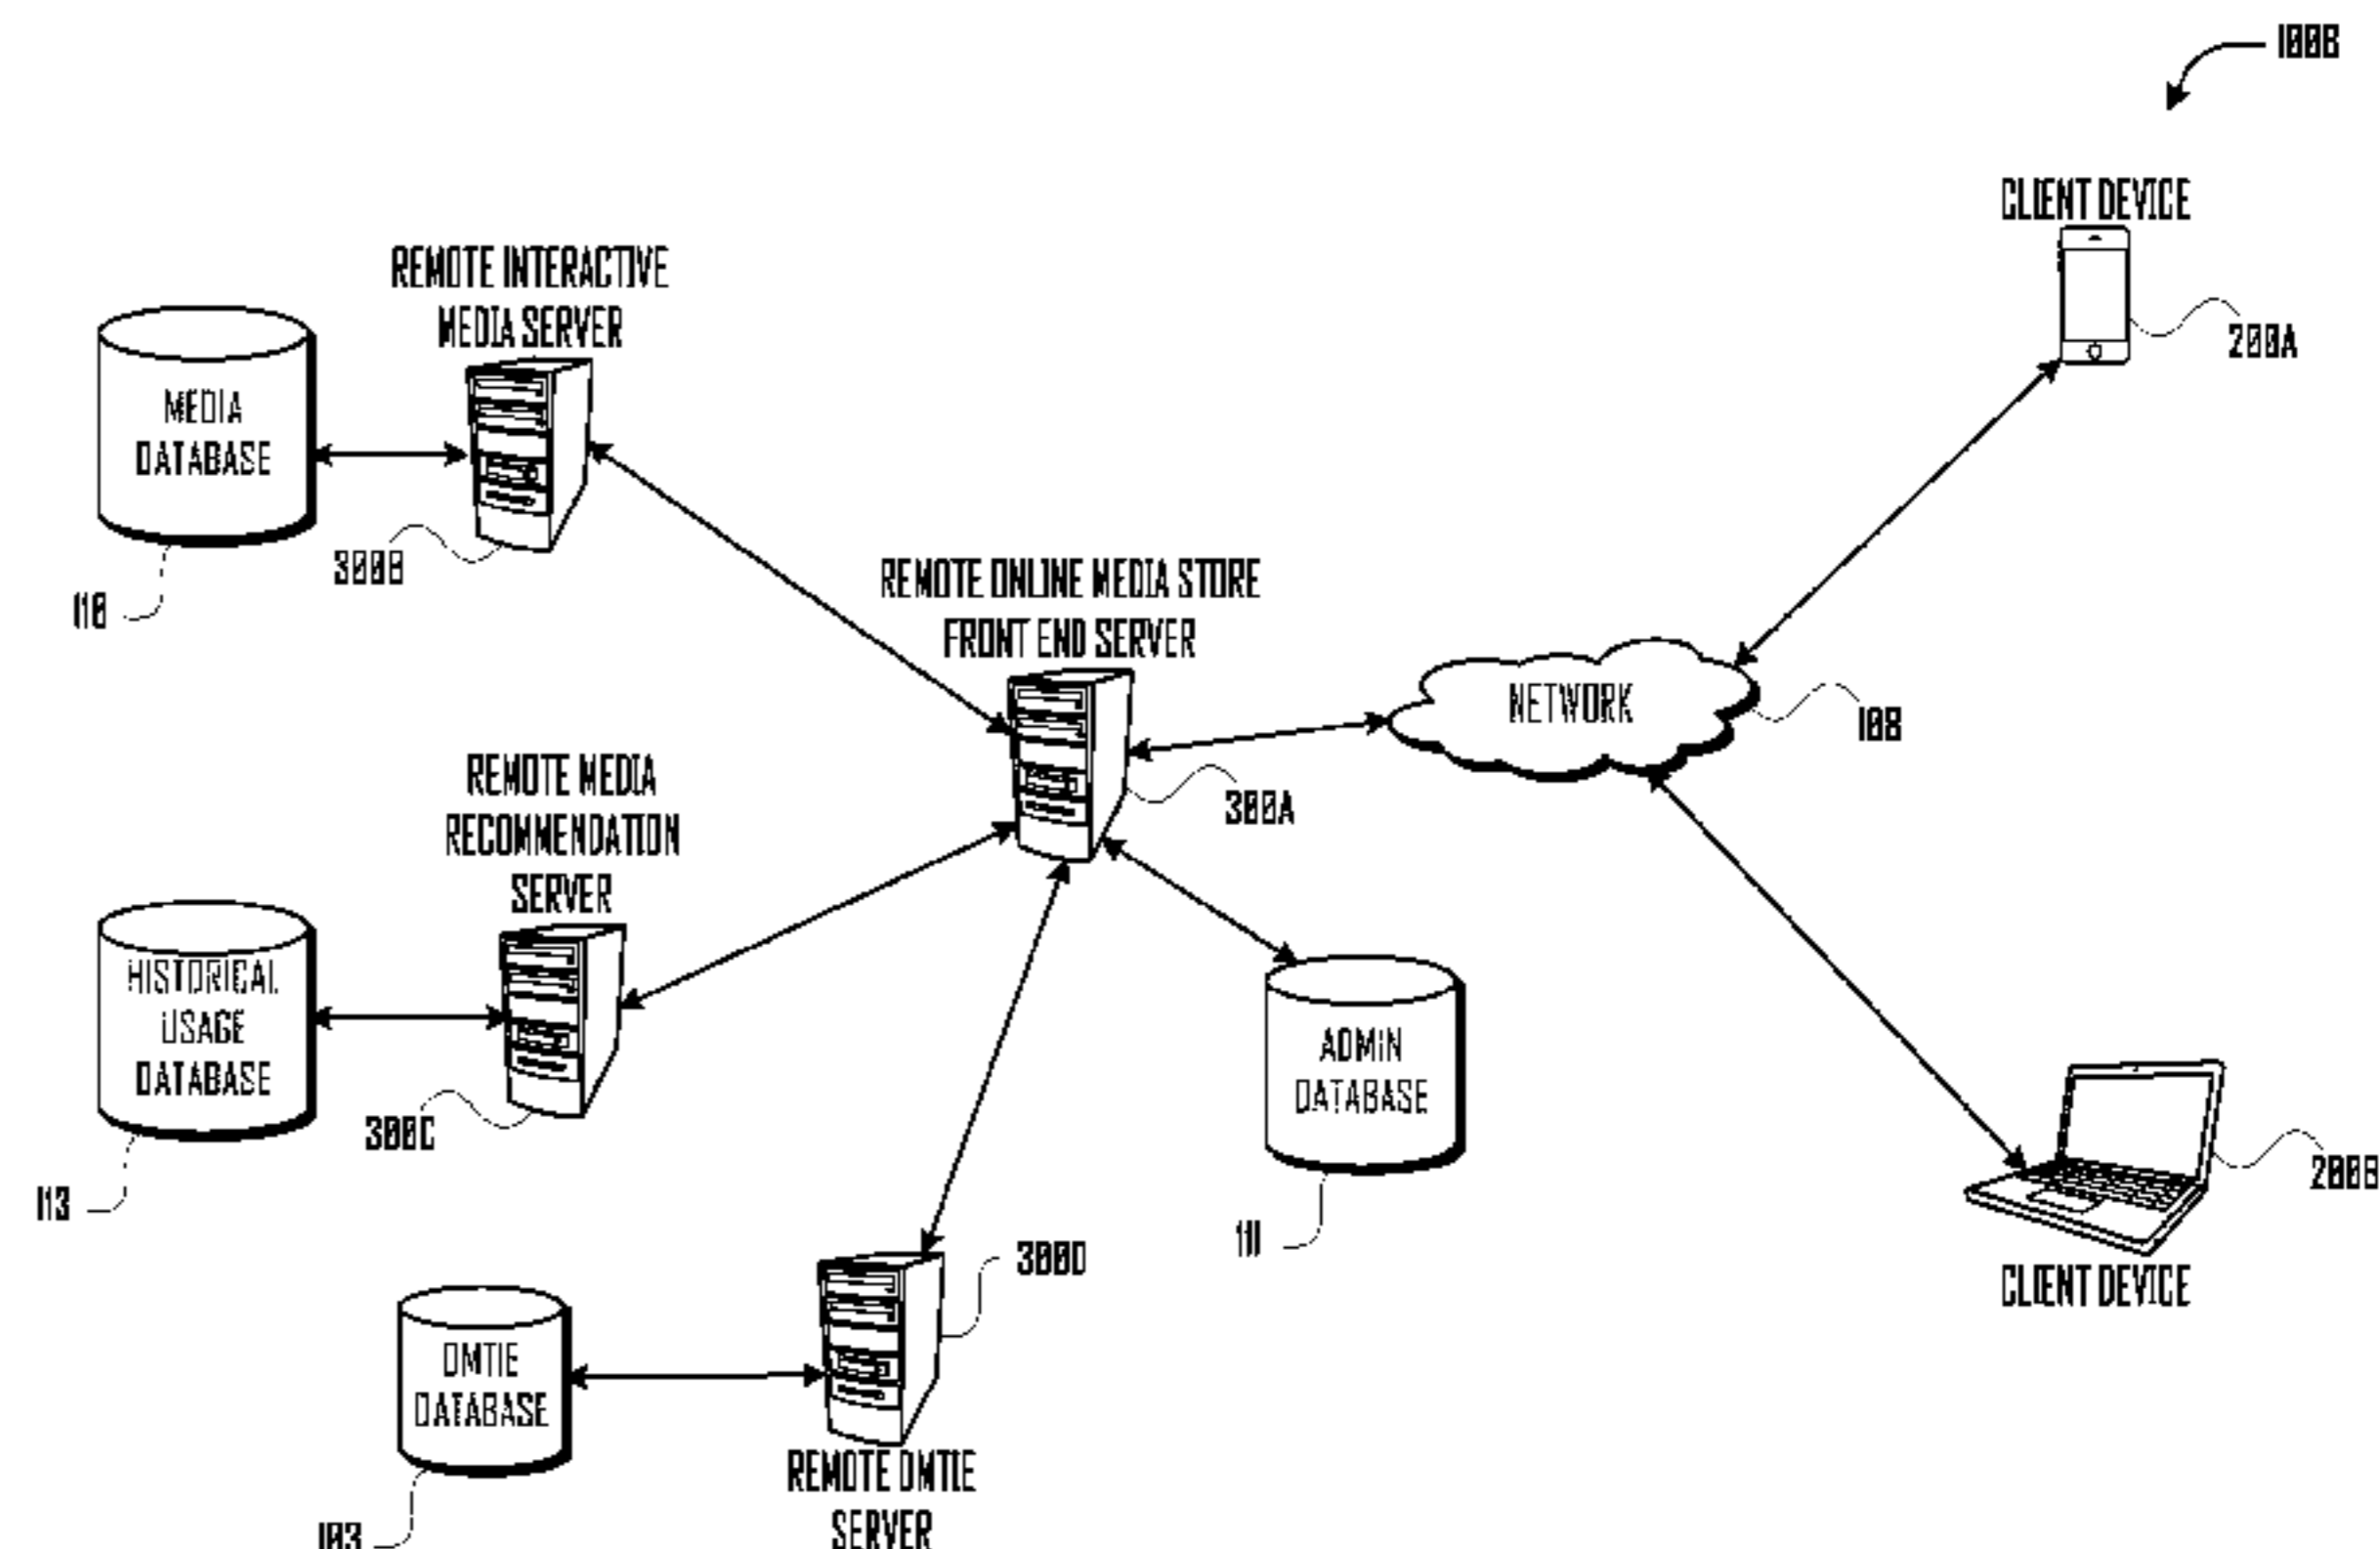 100B
CLIENT DEVICE
200A
REMOTE INTERACTIVE
MEDIA SERVER
MEDIA
DATABASE
300B
110
REMOTE ONLINE MEDIA STORE
FRONT END SERVER
NETWORK
108
300A
REMOTE MEDIA
RECOMMENDATION
SERVER
HISTORICAL
USAGE
DATABASE
300C
113
ADMIN
DATABASE
111
200B
CLIENT DEVICE
300D
DMTIE
DATABASE
103
REMOTE DMTIE
SERVER